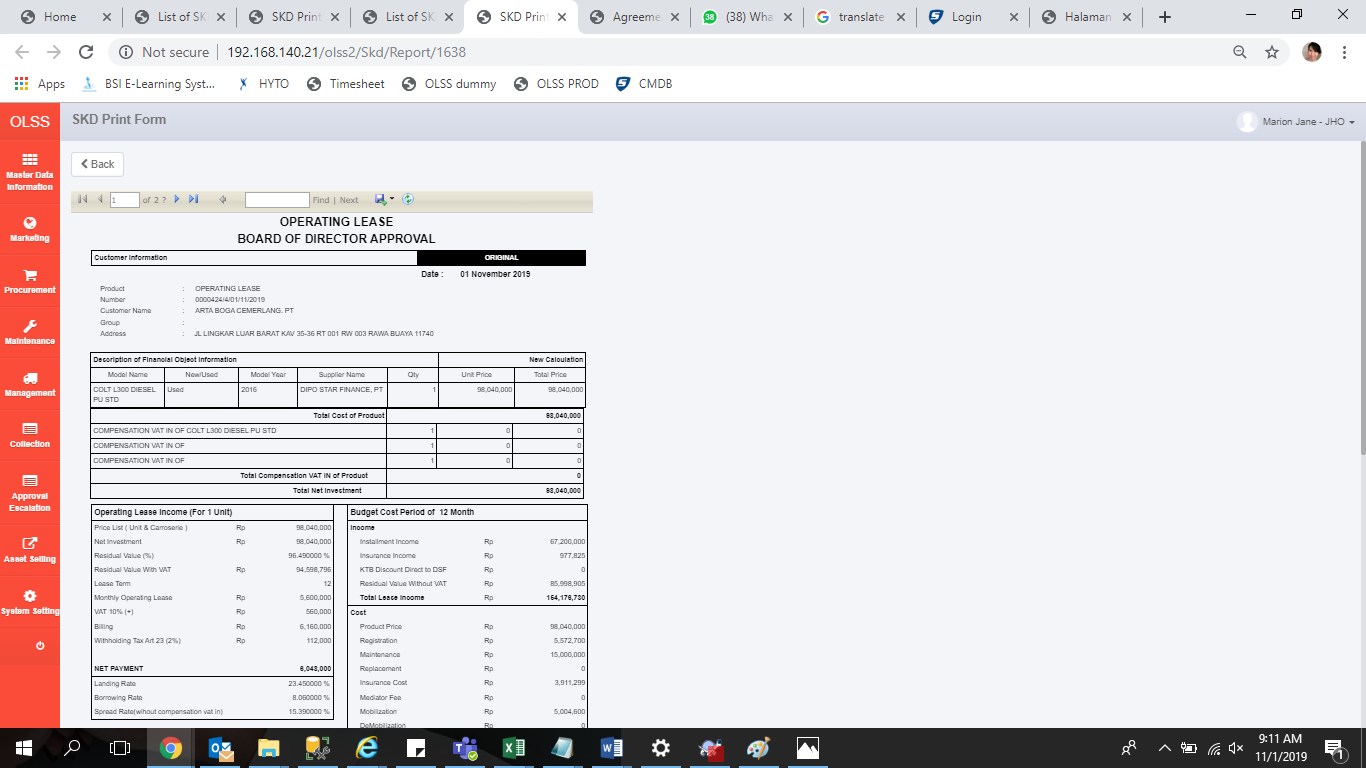 Home
List of SK
SKD Print
List of SK
SKD Print
Agreeme
(38) Wha
translate
Login
Halaman
Not secure | 192.168.140.21/olss2/Skd/Report/1638
Apps BSI E-Learning Syst... HYTO Timesheet OLSS dummy OLSS PROD CMDB
OLSS
SKD Print Form
Marion Jane - JHO
Master Data Information
Marketing
Procurement
Maintenance
Management
Collection
Approval Escalation
Asset Selling
System Setting
Back
1 of 2 ? Find | Next
OPERATING LEASE
BOARD OF DIRECTOR APPROVAL
Customer Information ORIGINAL
Date : 01 November 2019
Product : OPERATING LEASE
Number : 0000424/4/01/11/2019
Customer Name : ARTA BOGA CEMERLANG. PT
Group :
Address : JL LINGKAR LUAR BARAT KAV 35-36 RT 001 RW 003 RAWA BUAYA 11740
Description of Financial Object Information New Calculation
Model Name New/Used Model Year Supplier Name Qty Unit Price Total Price
COLT L300 DIESEL PU STD Used 2016 DIPO STAR FINANCE, PT 1 98,040,000 98,040,000
Total Cost of Product 98,040,000
COMPENSATION VAT IN OF COLT L300 DIESEL PU STD 1 0 0
COMPENSATION VAT IN OF 1 0 0
COMPENSATION VAT IN OF 1 0 0
Total Compensation VAT IN of Product 0
Total Net Investment 98,040,000
Operating Lease Income (For 1 Unit)
Price List ( Unit & Carroserie ) Rp 98,040,000
Net Investment Rp 98,040,000
Residual Value (%) 96.490000 %
Residual Value With VAT Rp 94,598,796
Lease Term 12
Monthly Operating Lease Rp 5,600,000
VAT 10% (+) Rp 560,000
Billing Rp 6,160,000
Withholding Tax Art 23 (2%) Rp 112,000
NET PAYMENT 6,048,000
Landing Rate 23.450000 %
Borrowing Rate 8.060000 %
Spread Rate(wihout compensation vat in) 15.390000 %
Budget Cost Period of 12 Month
Income
Installment Income Rp 67,200,000
Insurance Income Rp 977,825
KTB Discount Direct to DSF Rp 0
Residual Value Without VAT Rp 85,998,905
Total Lease Income Rp 154,176,730
Cost
Product Price Rp 98,040,000
Registration Rp 5,572,700
Maintenance Rp 15,000,000
Replacement Rp 0
Insurance Cost Rp 3,911,299
Mediator Fee Rp 0
Mobilization Rp 5,004,600
DeMobilization Rp 0
9:11 AM
11/1/2019
1